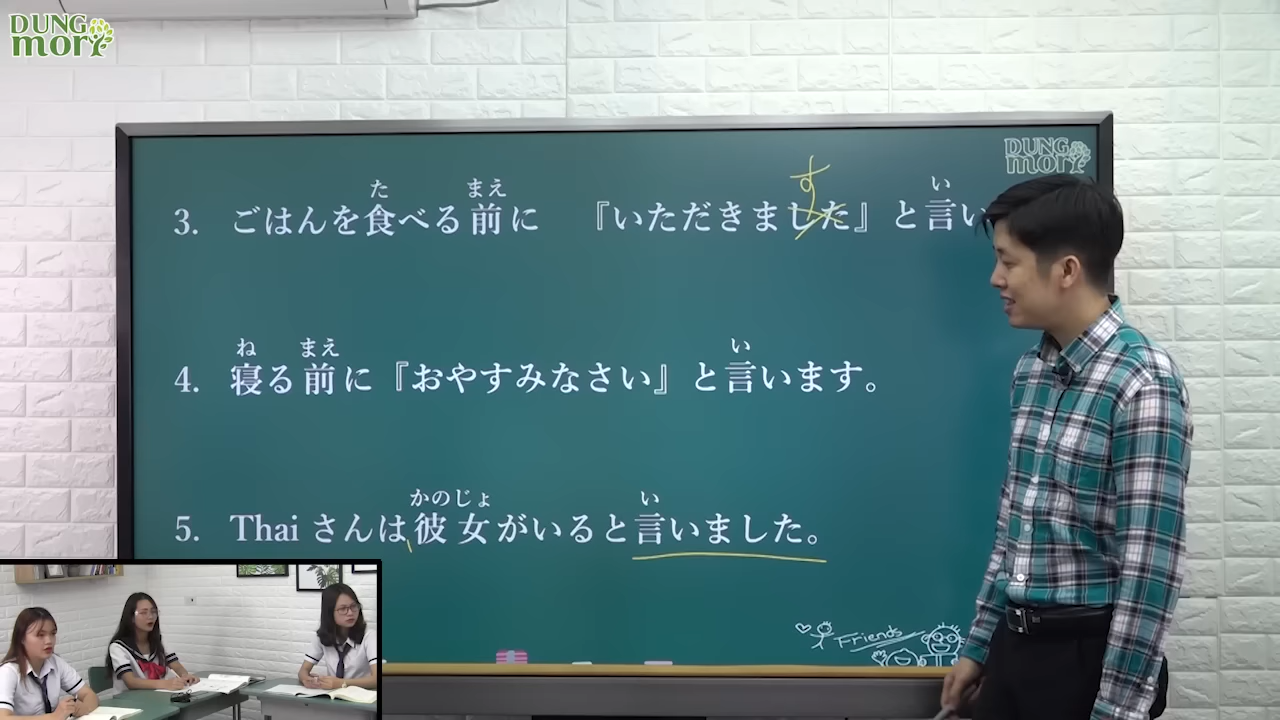 DUNG
mori
DUNG
mori
す
た まえ い
3. ごはんを食べる前に 『いただきました』と言い
ね まえ い
4. 寝る前に『おやすみなさい』と言います。
かのじょ い
5. Thai さんは彼女がいると言いました。
Friends